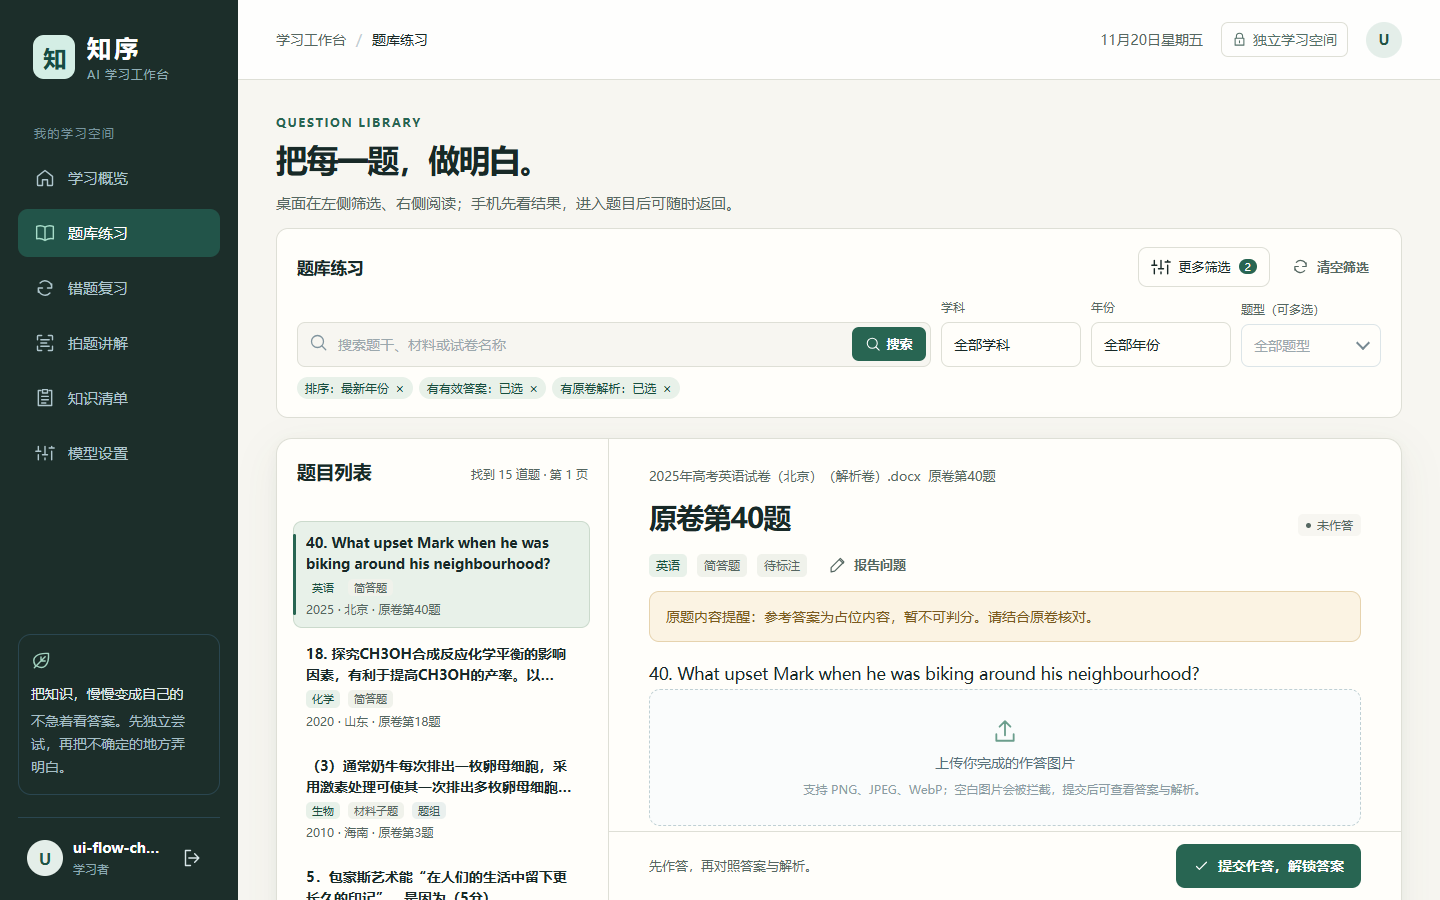 知
知序
AI 学习工作台
我的学习空间
学习概览
题库练习
错题复习
拍题讲解
知识清单
模型设置
把知识，慢慢变成自己的
不急着看答案。先独立尝
试，再把不确定的地方弄
明白。
U
ui-flow-ch...
学习者
学习工作台 / 题库练习
11月20日星期五
独立学习空间
U
QUESTION LIBRARY
把每一题，做明白。
桌面在左侧筛选、右侧阅读；手机先看结果，进入题目后可随时返回。
题库练习
更多筛选 2
清空筛选
学科
年份
题型（可多选）
搜索题干、材料或试卷名称
搜索
全部学科
全部年份
全部题型
排序：最新年份 ×
有有效答案：已选 ×
有原卷解析：已选 ×
题目列表
找到 15 道题 · 第 1 页
40. What upset Mark when he was
biking around his neighbourhood?
英语 简答题
2025 · 北京 · 原卷第40题
18. 探究CH3OH合成反应化学平衡的影响
因素，有利于提高CH3OH的产率。以...
化学 简答题
2020 · 山东 · 原卷第18题
（3）通常奶牛每次排出一枚卵母细胞，采
用激素处理可使其一次排出多枚卵母细胞...
生物 材料子题 题组
2010 · 海南 · 原卷第3题
5．包家斯艺术能“在人们的生活中留下更
长久的印记”，是因为（5分）
2025年高考英语试卷（北京）（解析卷）.docx 原卷第40题
原卷第40题
未作答
英语 简答题 待标注 报告问题
原题内容提醒：参考答案为占位内容，暂不可判分。请结合原卷核对。
40. What upset Mark when he was biking around his neighbourhood?
上传你完成的作答图片
支持 PNG、JPEG、WebP；空白图片会被拦截，提交后可查看答案与解析。
先作答，再对照答案与解析。
提交作答，解锁答案